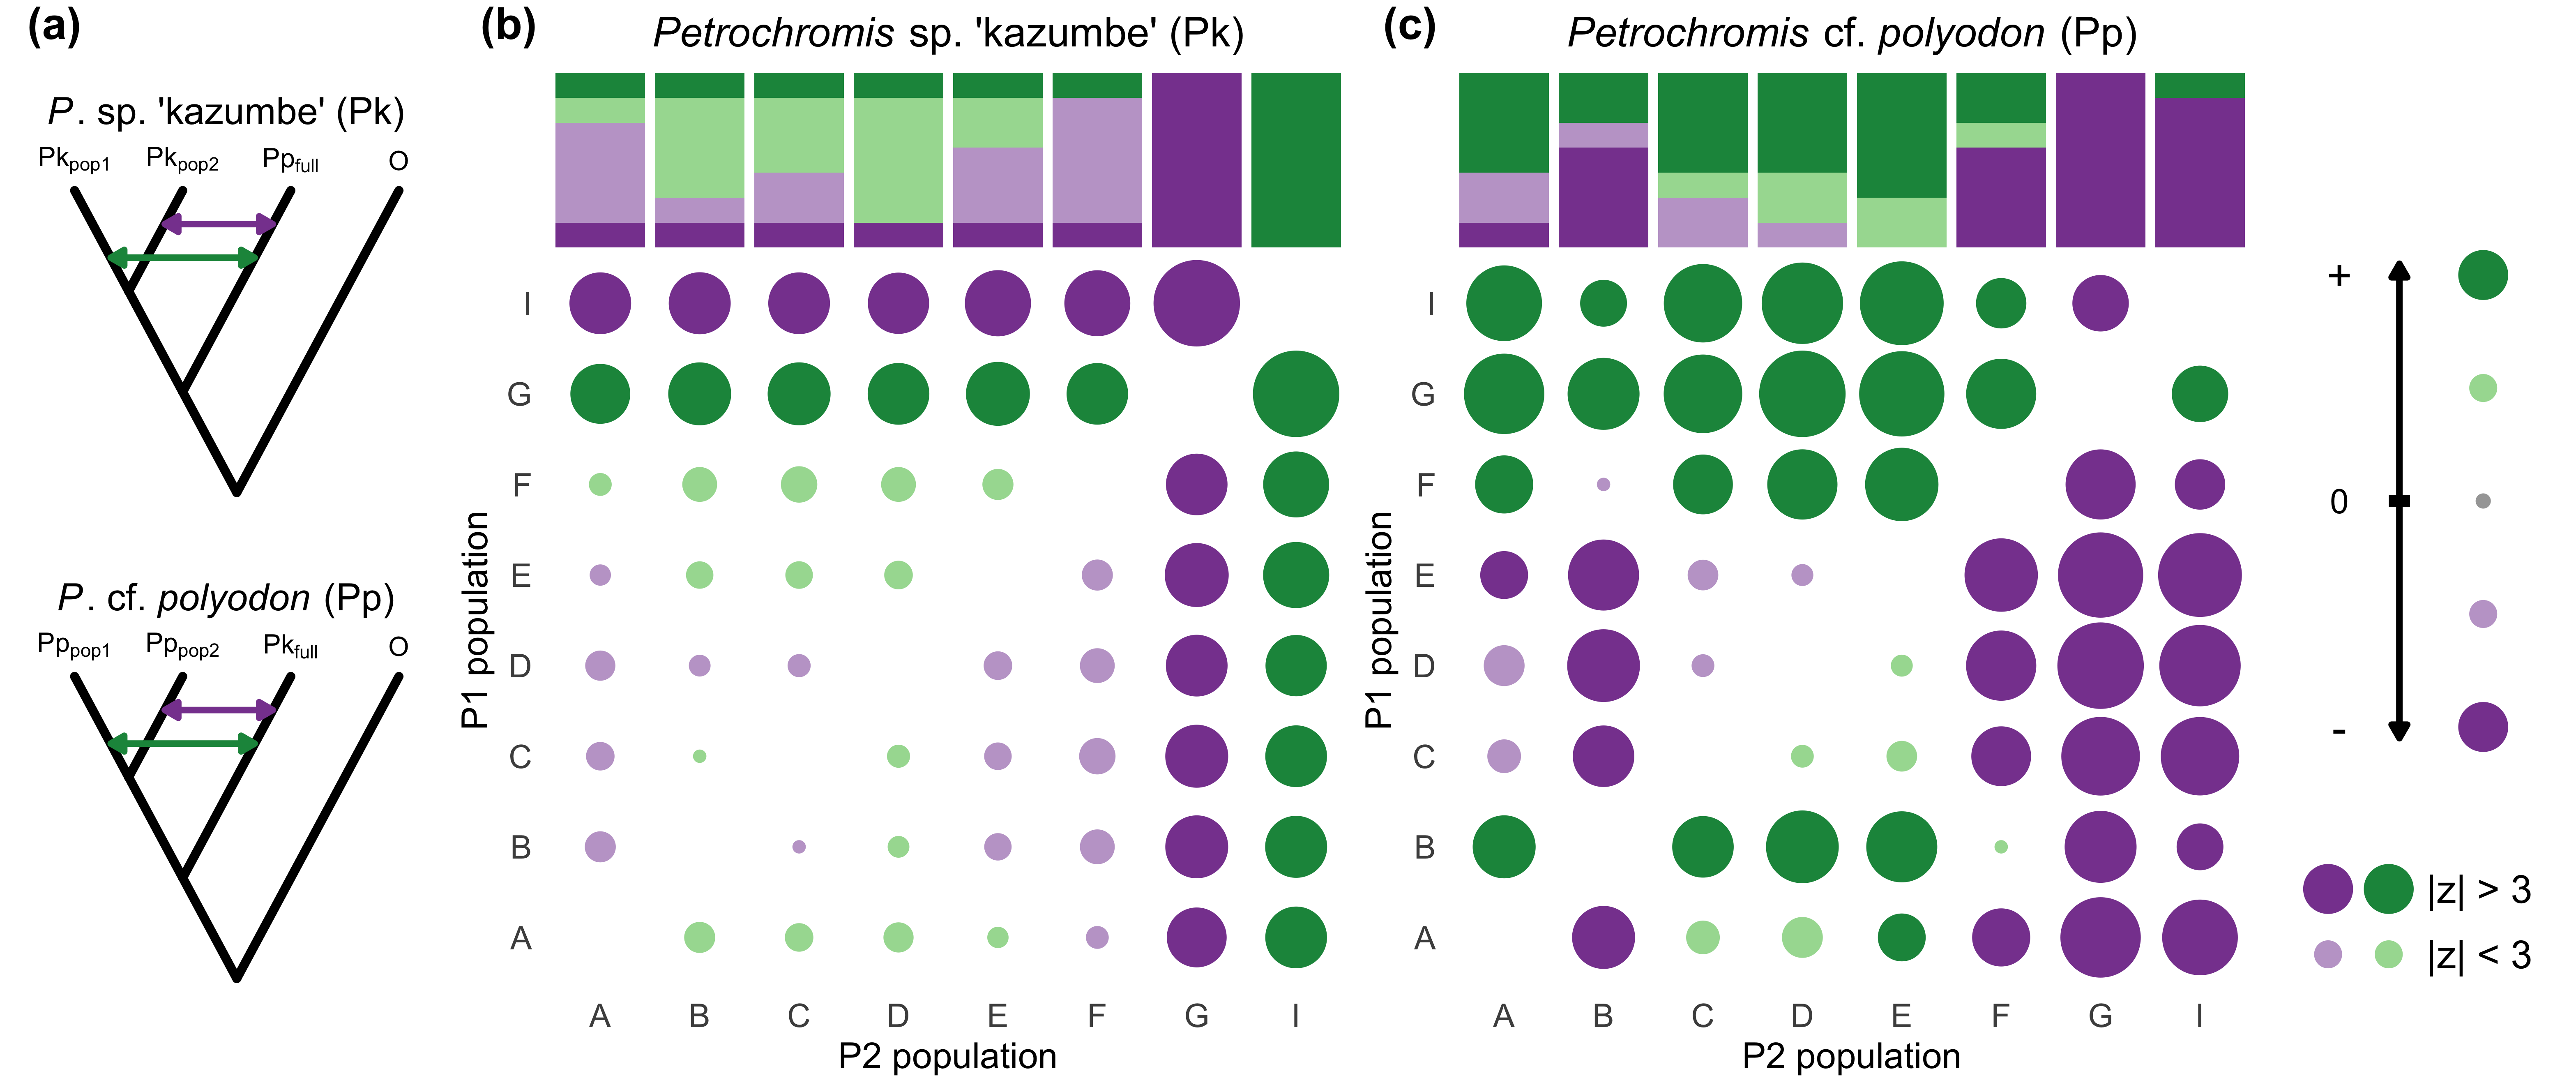 (a)
P. sp. 'kazumbe' (Pk)
Pkpop1 Pkpop2 Ppfull O
P. cf. polyodon (Pp)
Pppop1 Pppop2 Pkfull O
(b) Petrochromis sp. 'kazumbe' (Pk)
P1 population
I
G
F
E
D
C
B
A
A B C D E F G I
P2 population
(c) Petrochromis cf. polyodon (Pp)
P1 population
I
G
F
E
D
C
B
A
A B C D E F G I
P2 population
+
0
-
|z| > 3
|z| < 3